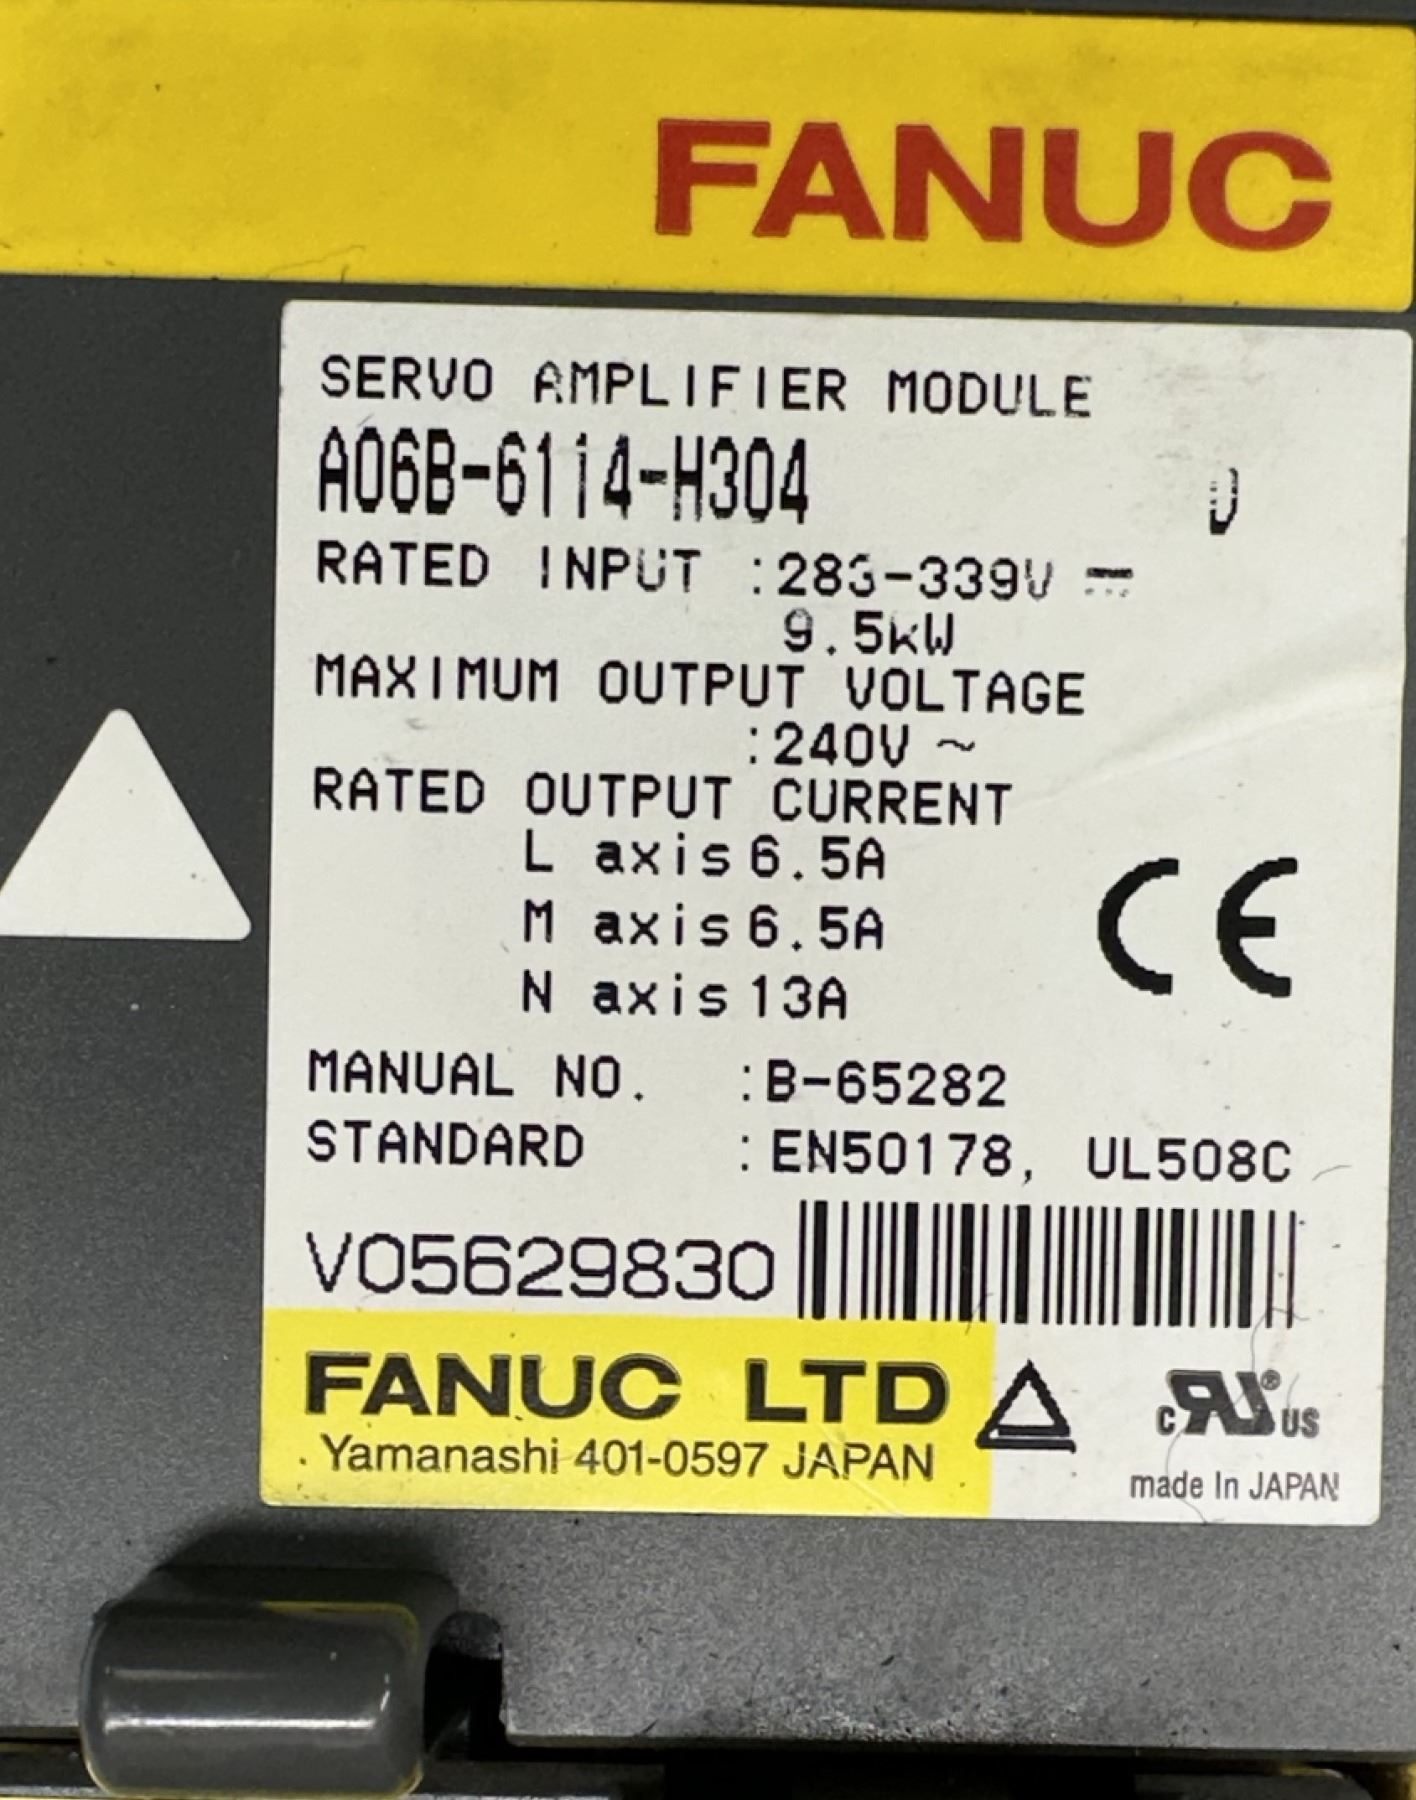 FANUC
SERVO AMPLIFIER MODULE
A06B-6114-H304
RATED INPUT :283-339V ⎓
9.5kW
MAXIMUM OUTPUT VOLTAGE
:240V ~
RATED OUTPUT CURRENT
L axis 6.5A
M axis 6.5A
N axis 13A
CE
MANUAL NO. :B-65282
STANDARD :EN50178, UL508C
V05629830
FANUC LTD
Yamanashi 401-0597 JAPAN
c RU ® US
made In JAPAN